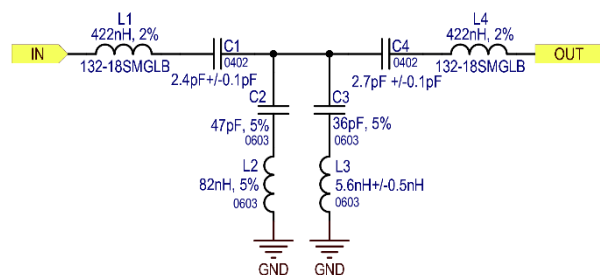 L1
422nH, 2%
132-18SMGLB
IN
C1
0402
2.4pF+/-0.1pF
C4
0402
2.7pF +/-0.1pF
L4
422nH, 2%
132-18SMGLB
OUT
C2
47pF, 5%
0603
C3
36pF, 5%
0603
L2
82nH, 5%
0603
L3
5.6nH+/-0.5nH
0603
GND
GND